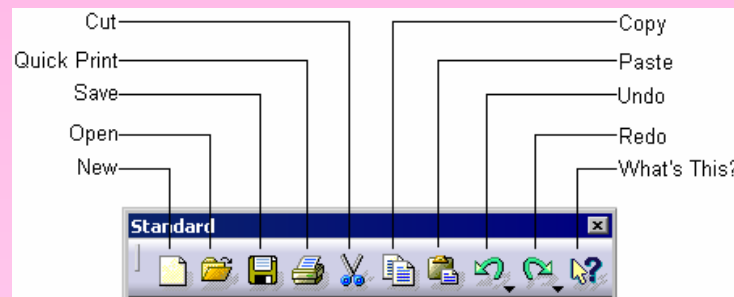 Cut
Copy
Quick Print
Paste
Save
Undo
Open
Redo
New
What's This?
Standard